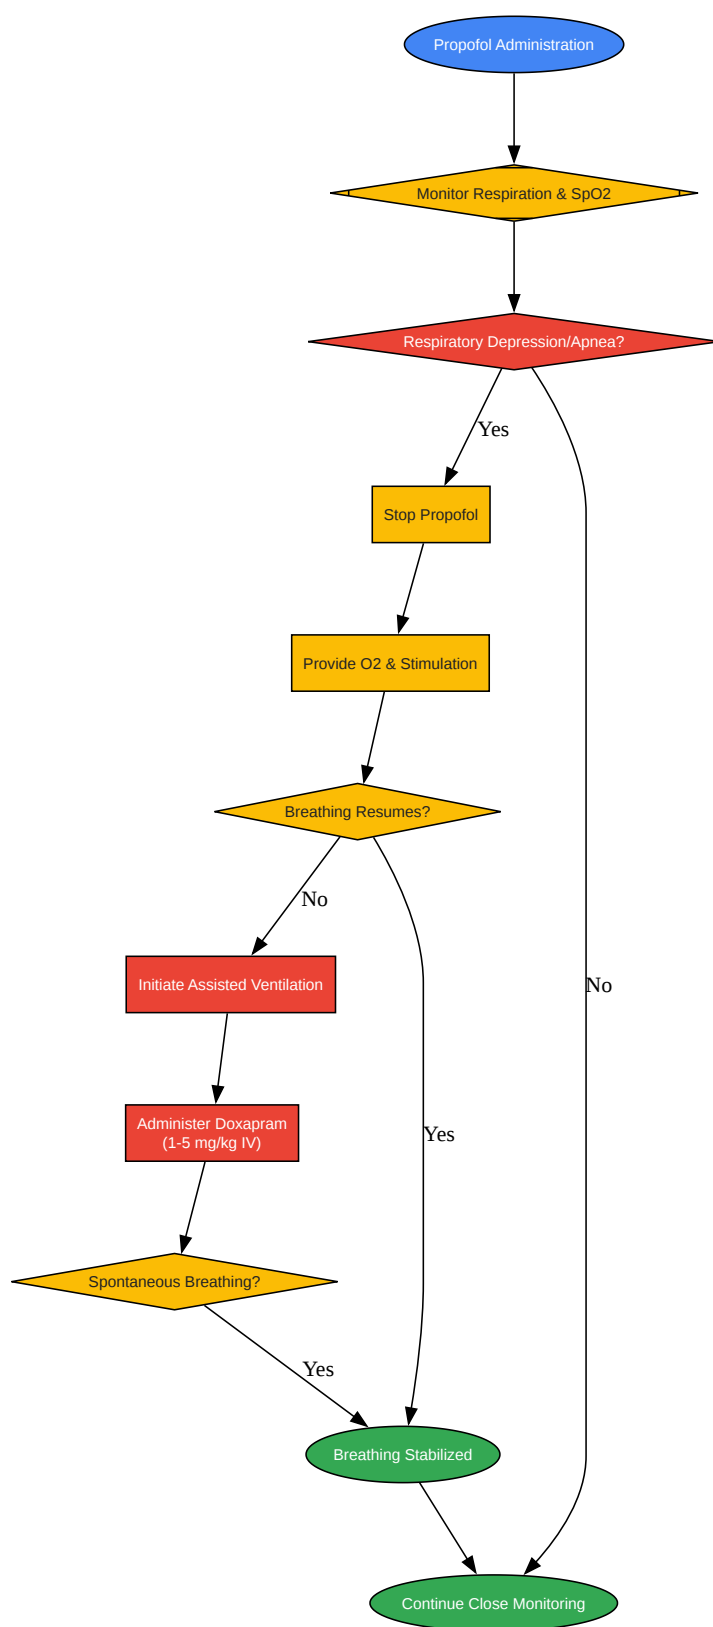 Propofol Administration
Monitor Respiration & SpO2
Respiratory Depression/Apnea?
Yes
Stop Propofol
Provide O2 & Stimulation
Breathing Resumes?
No
Initiate Assisted Ventilation
No
Administer Doxapram
(1-5 mg/kg IV)
Yes
Spontaneous Breathing?
Yes
Breathing Stabilized
Continue Close Monitoring